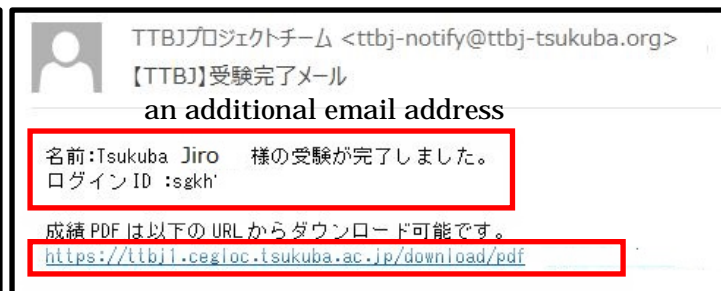 TTBJプロジェクトチーム <ttbj-notify@ttbj-tsukuba.org>
【TTBJ】受験完了メール
an additional email address
名前:Tsukuba Jiro 様の受験が完了しました。
ログインID :sgkh
成績PDFは以下のURLからダウンロード可能です。
https://ttbj1.cegloc.tsukuba.ac.jp/download/pdf